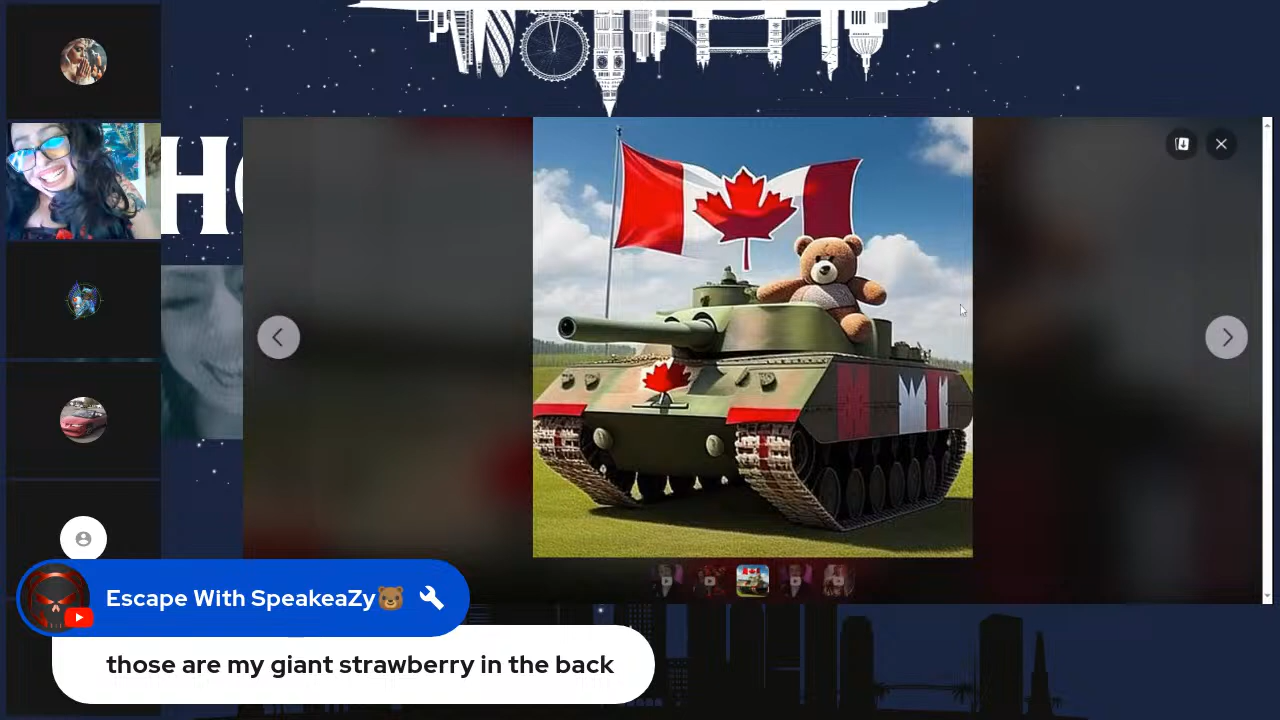 H
Escape With SpeakeaZy🐻 🔧
those are my giant strawberry in the back